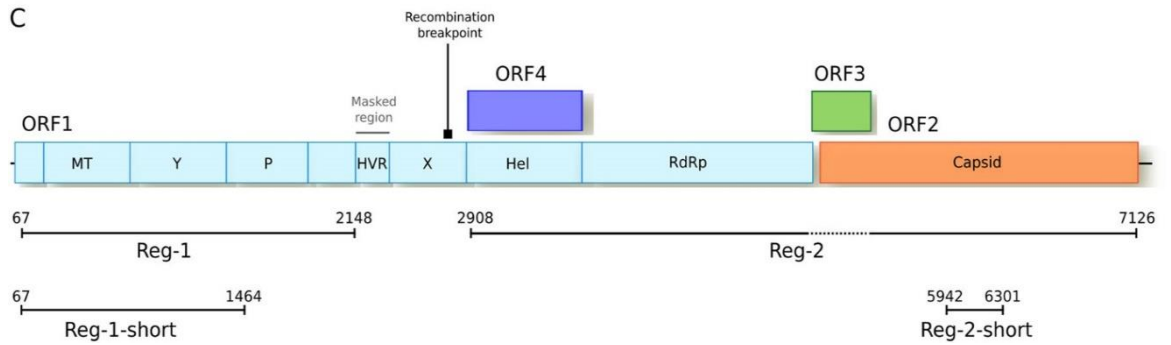 C
Recombination
breakpoint
ORF4
ORF3
Masked
region
ORF1
ORF2
MT Y P HVR X Hel RdRp Capsid
67 2148 2908 7126
Reg-1 Reg-2
67 1464 5942 6301
Reg-1-short Reg-2-short